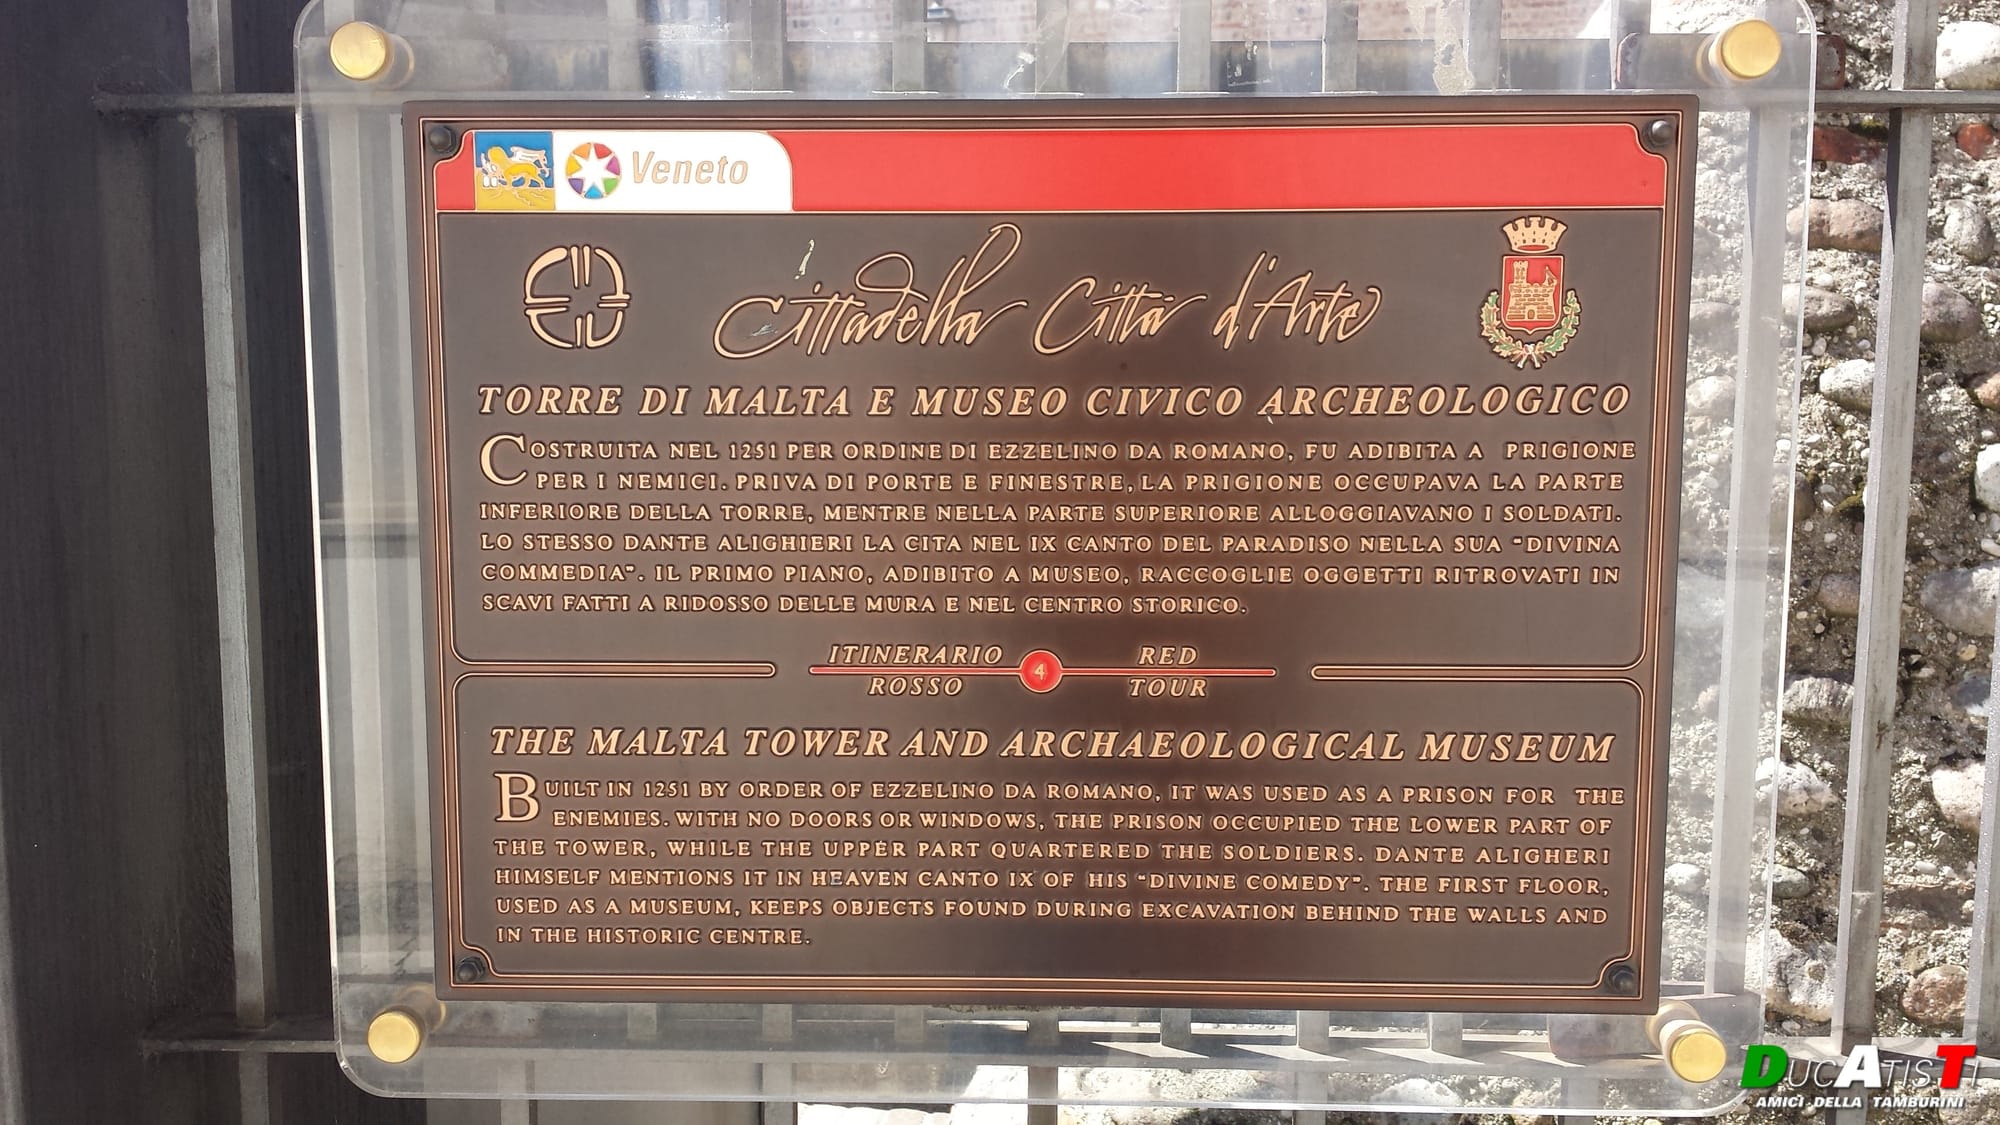 Veneto
Cittadella Città d'Arte
TORRE DI MALTA E MUSEO CIVICO ARCHEOLOGICO
COSTRUITA NEL 1251 PER ORDINE DI EZZELINO DA ROMANO, FU ADIBITA A PRIGIONE
PER I NEMICI. PRIVA DI PORTE E FINESTRE, LA PRIGIONE OCCUPAVA LA PARTE
INFERIORE DELLA TORRE, MENTRE NELLA PARTE SUPERIORE ALLOGGIAVANO I SOLDATI.
LO STESSO DANTE ALIGHIERI LA CITA NEL IX CANTO DEL PARADISO NELLA SUA "DIVINA
COMMEDIA". IL PRIMO PIANO, ADIBITO A MUSEO, RACCOGLIE OGGETTI RITROVATI IN
SCAVI FATTI A RIDOSSO DELLE MURA E NEL CENTRO STORICO.
ITINERARIO
ROSSO
4
RED
TOUR
THE MALTA TOWER AND ARCHAEOLOGICAL MUSEUM
BUILT IN 1251 BY ORDER OF EZZELINO DA ROMANO, IT WAS USED AS A PRISON FOR THE
ENEMIES. WITH NO DOORS OR WINDOWS, THE PRISON OCCUPIED THE LOWER PART OF
THE TOWER, WHILE THE UPPER PART QUARTERED THE SOLDIERS. DANTE ALIGHERI
HIMSELF MENTIONS IT IN HEAVEN CANTO IX OF HIS "DIVINE COMEDY". THE FIRST FLOOR,
USED AS A MUSEUM, KEEPS OBJECTS FOUND DURING EXCAVATION BEHIND THE WALLS AND
IN THE HISTORIC CENTRE.
DUCATISTI
AMICI DELLA TAMBURINI